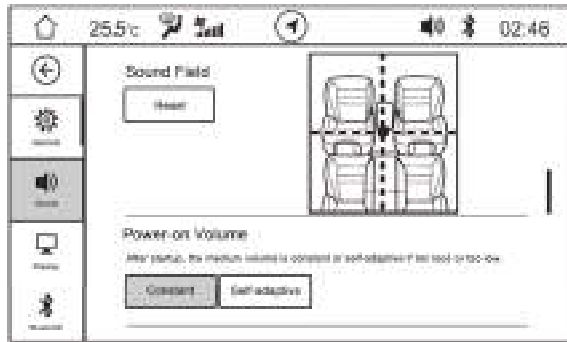 25.5°c
02:46
Sound Field
Reset
Power-on Volume
After startup, the medium volume is constant or self-adaptive if too loud or too low.
Constant
Self-adaptive